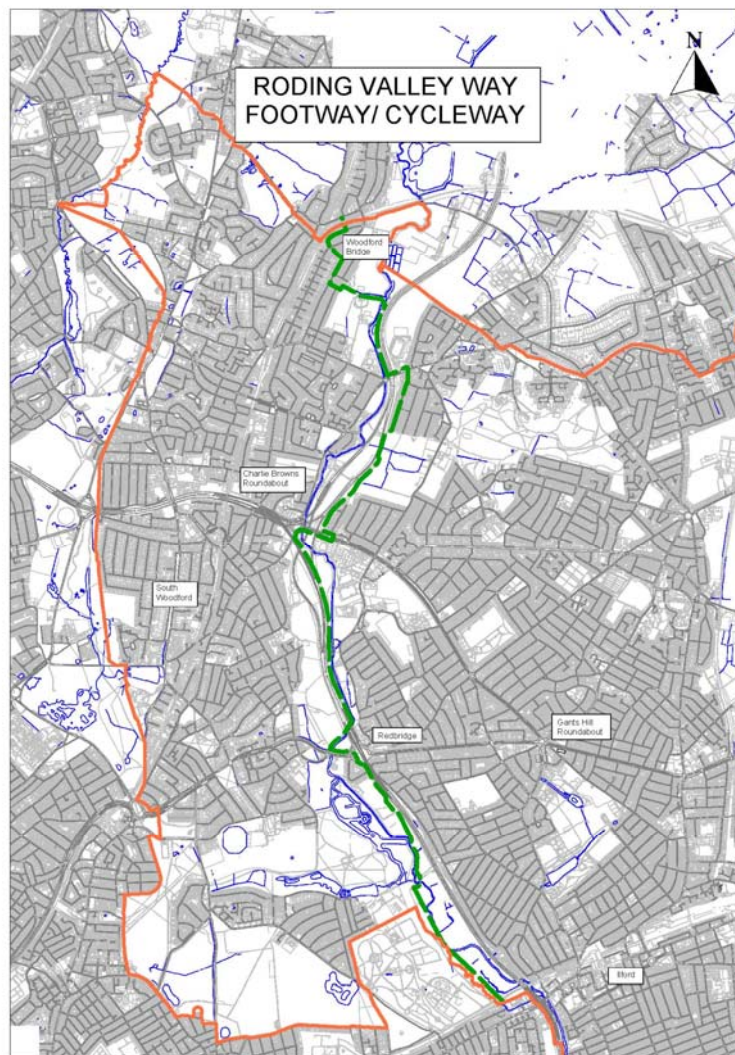 RODING VALLEY WAY
FOOTWAY/ CYCLEWAY
N
Woodford
Bridge
Charlie Browns
Roundabout
South
Woodford
Redbridge
Gants Hill
Roundabout
Ilford